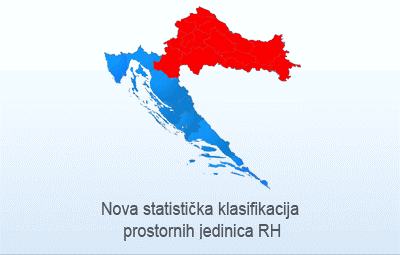 Nova statistička klasifikacija
prostornih jedinica RH